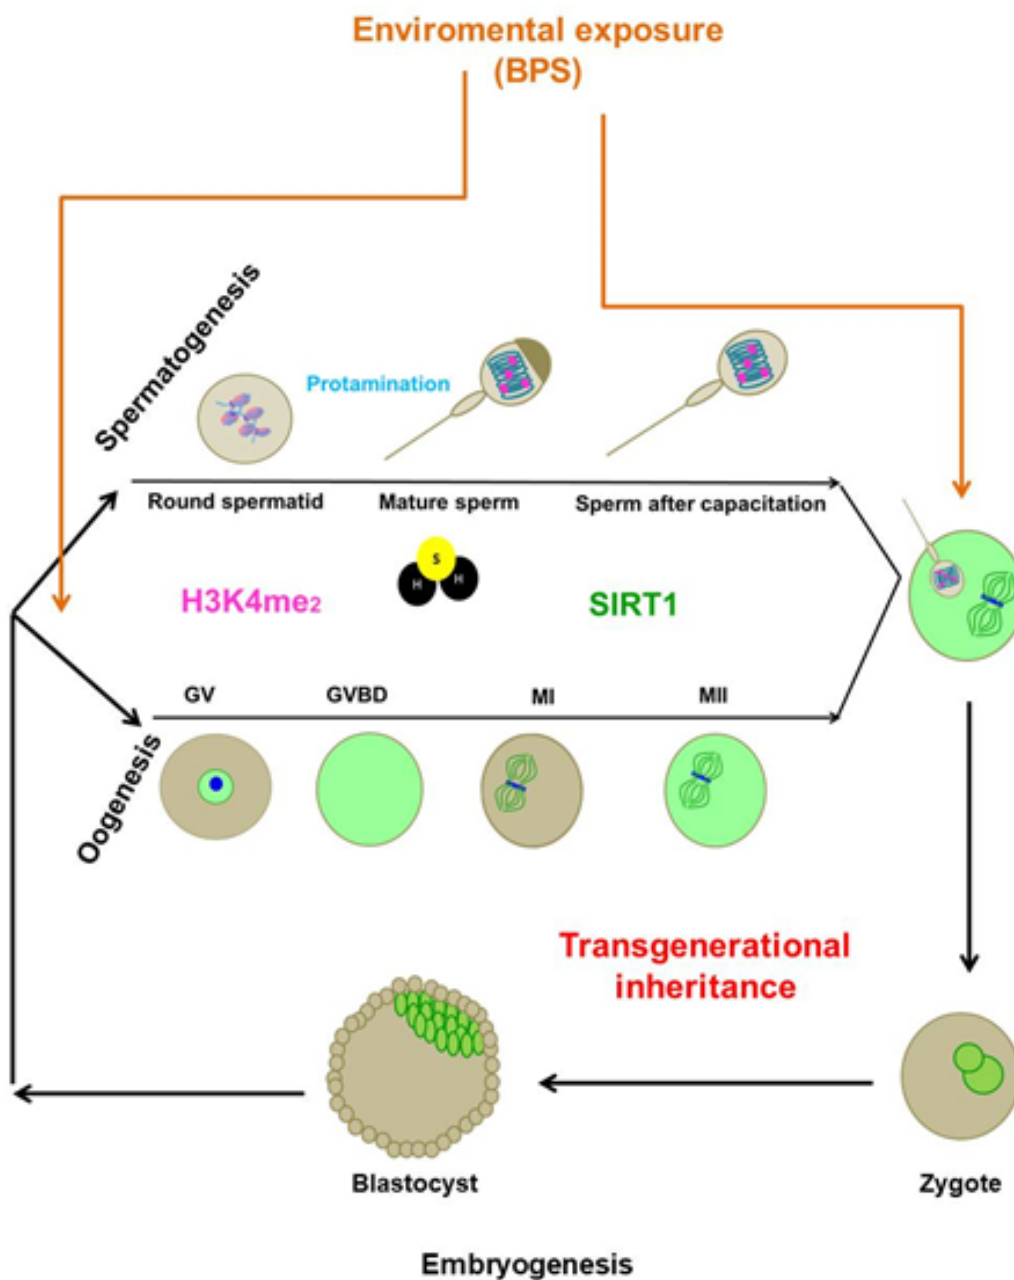 Enviromental exposure
(BPS)
Spermatogenesis
Protamination
Round spermatid
Mature sperm
Sperm after capacitation
S
H
H
H3K4me₂
SIRT1
GV
GVBD
MI
MII
Oogenesis
Transgenerational
inheritance
Blastocyst
Zygote
Embryogenesis